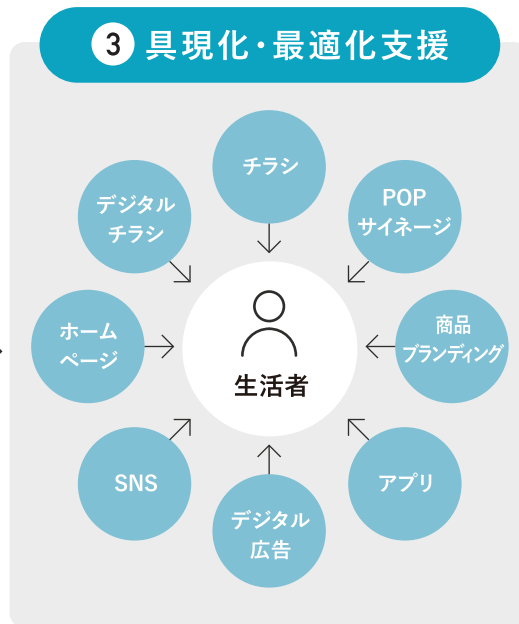 3 具現化・最適化支援
チラシ
POP
サイネージ
商品
ブランディング
アプリ
デジタル
広告
SNS
ホーム
ページ
デジタル
チラシ
生活者